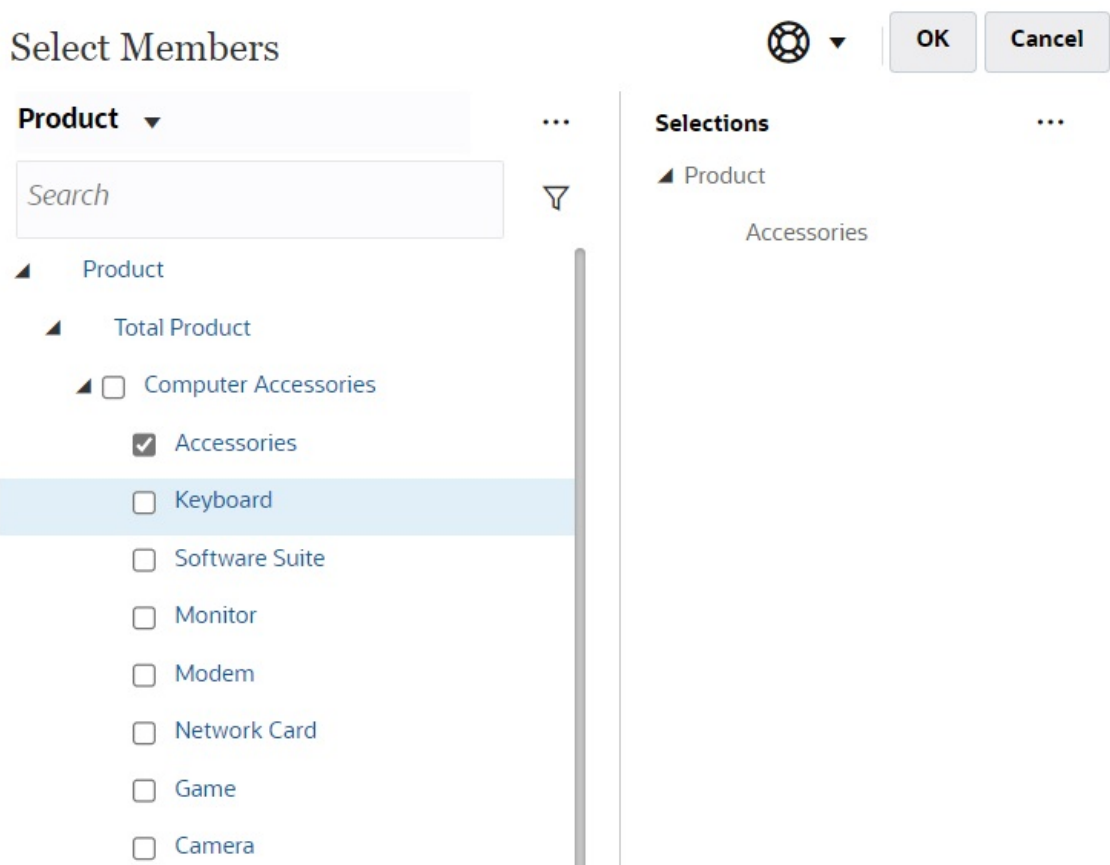 Select Members
OK
Cancel
Product
...
Search
Product
Total Product
Computer Accessories
Accessories
Keyboard
Software Suite
Monitor
Modem
Network Card
Game
Camera
Selections
...
Product
Accessories